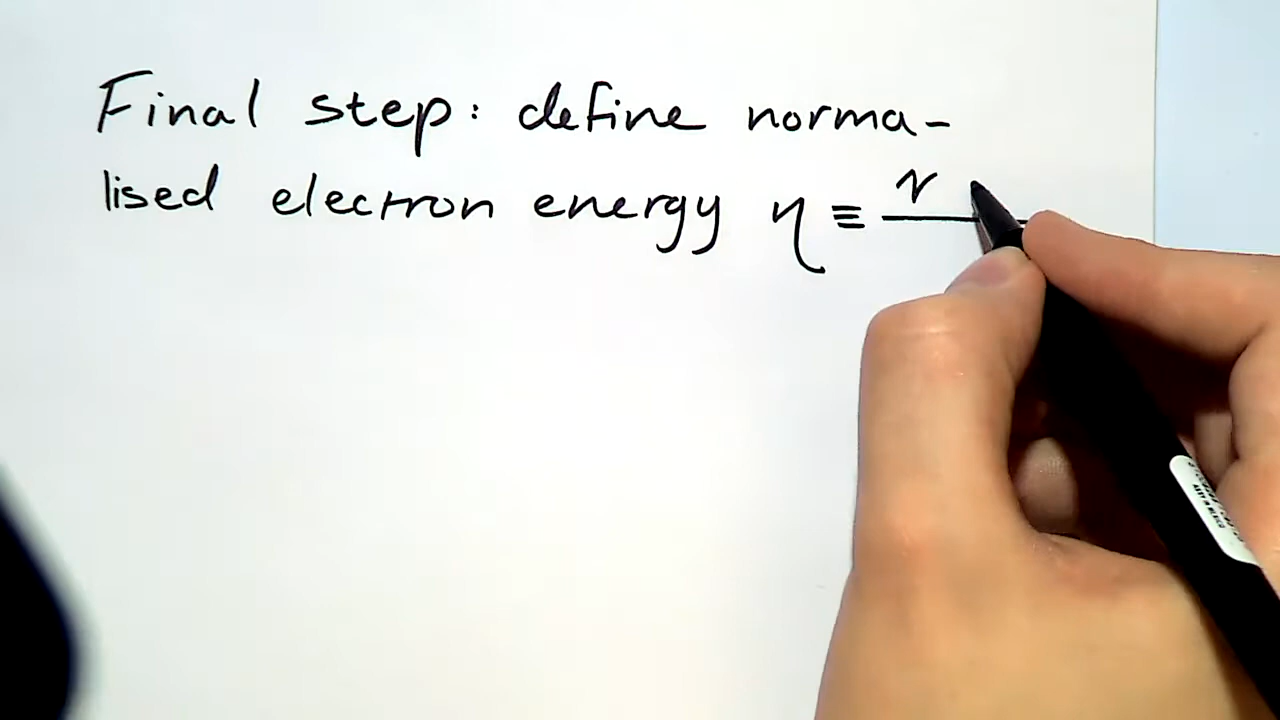 Final step: define norma-
lised electron energy η ≡ γ